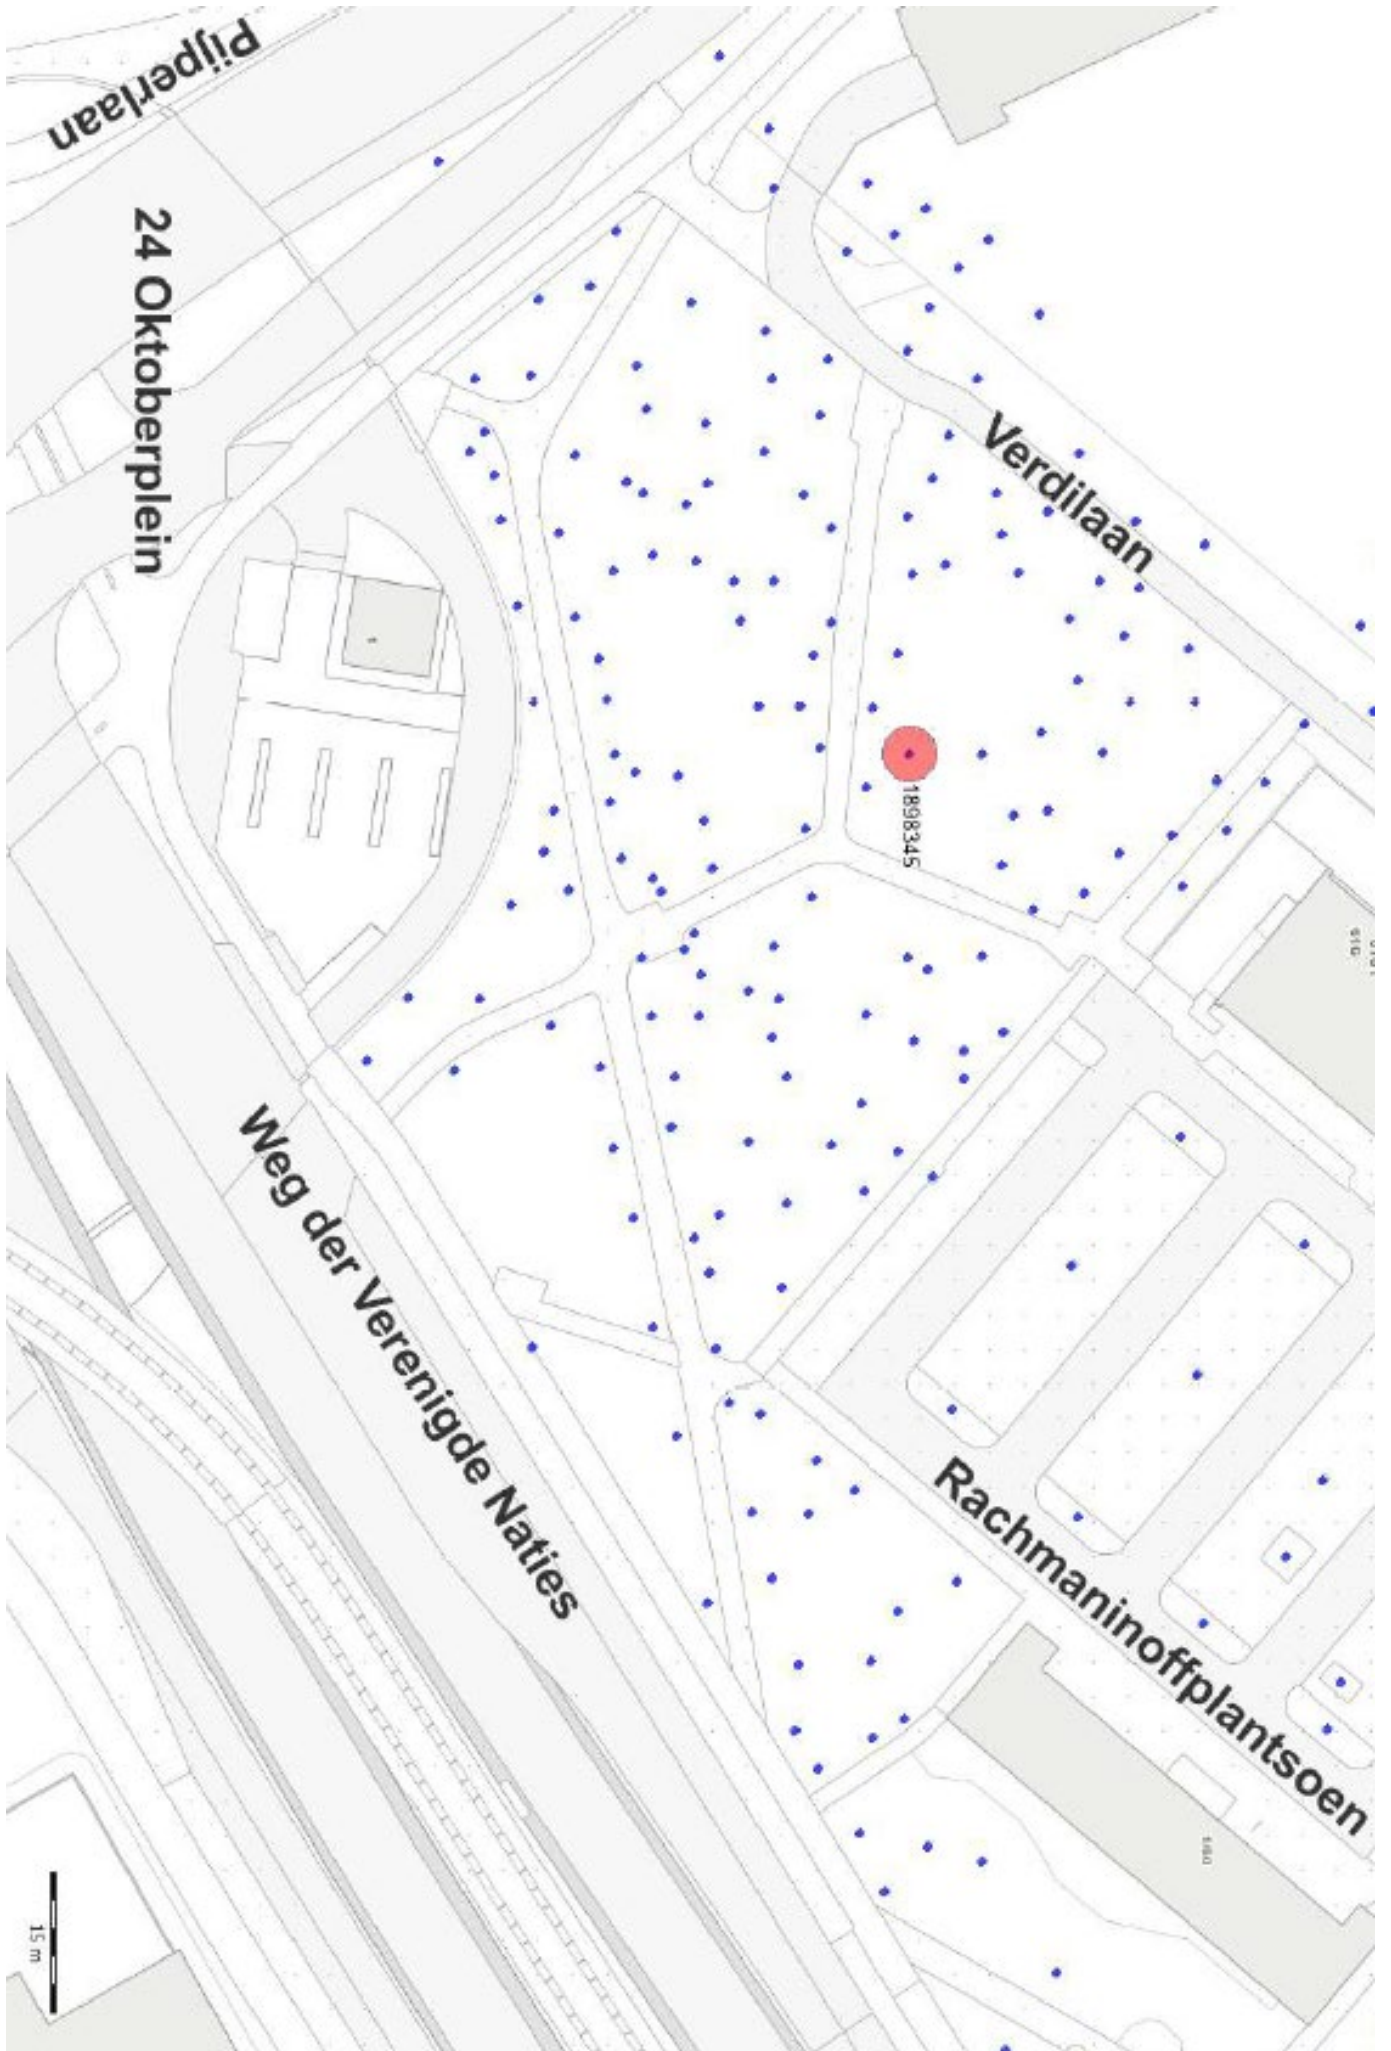 Pijperlaan
24 Oktoberplein
Verdilaan
1898345
Weg der Verenigde Naties
Rachmaninoffplantsoen
15 m